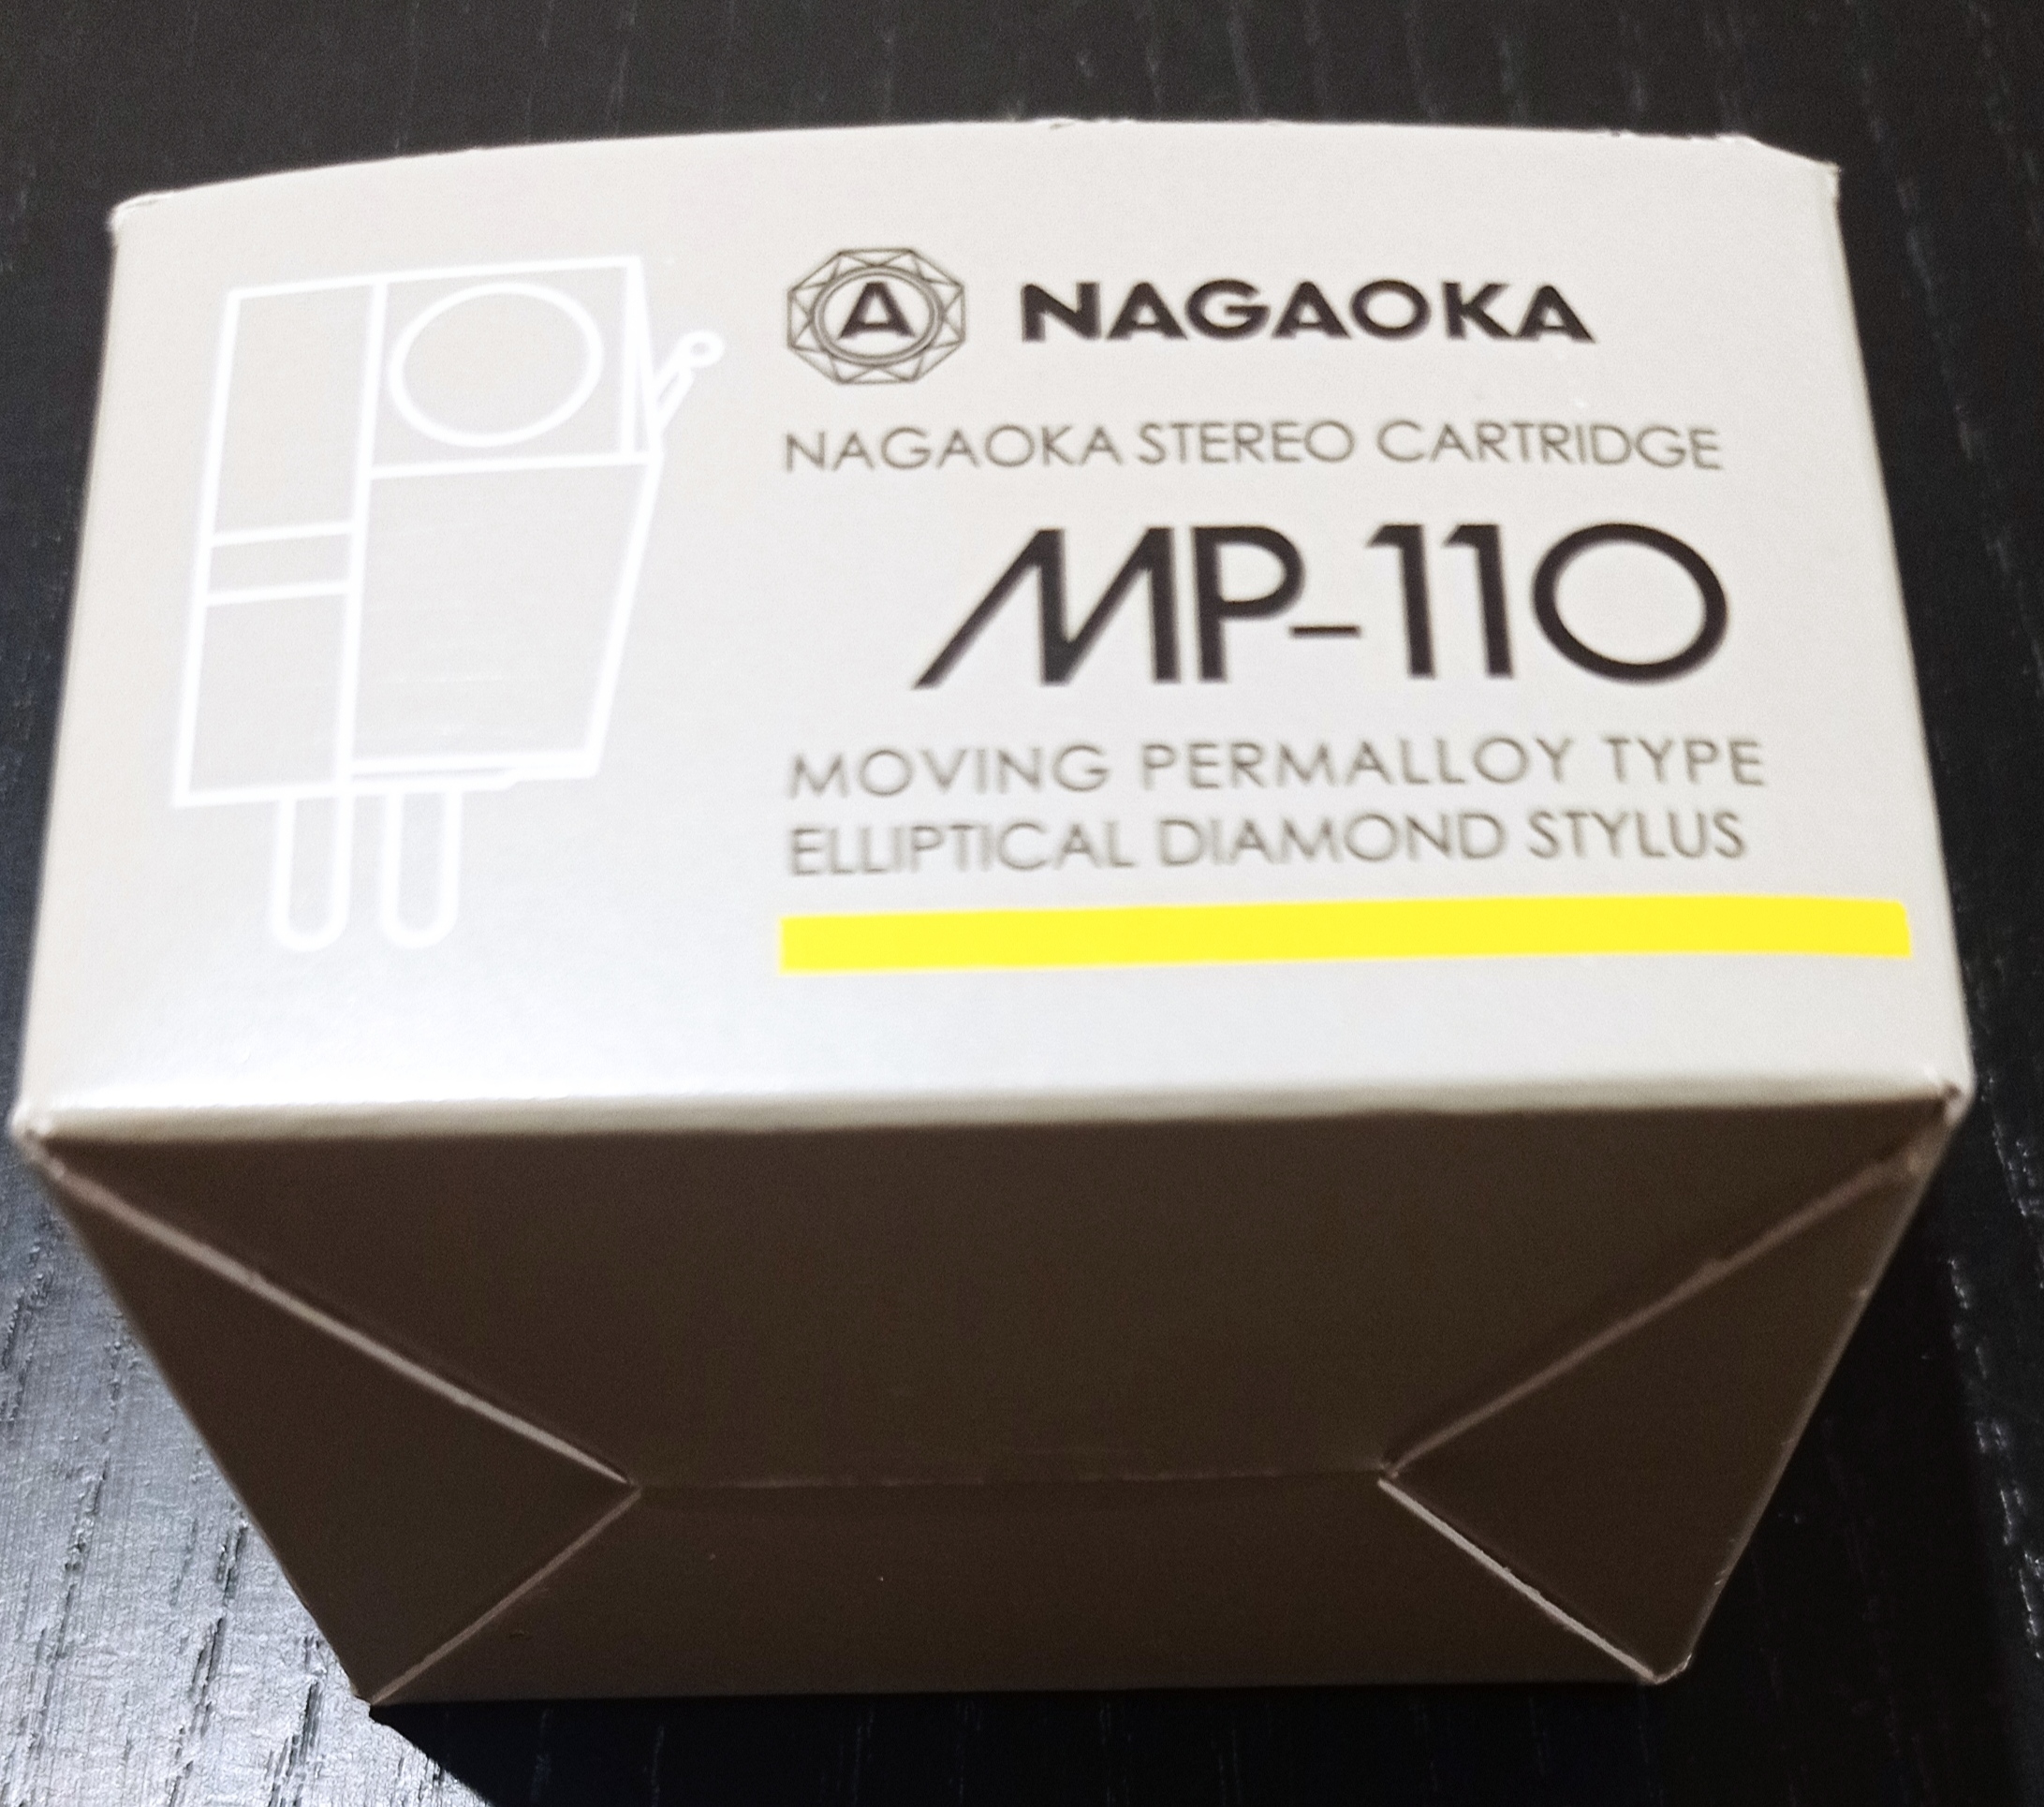 A NAGAOKA
NAGAOKA STEREO CARTRIDGE
MP-110
MOVING PERMALLOY TYPE
ELLIPTICAL DIAMOND STYLUS